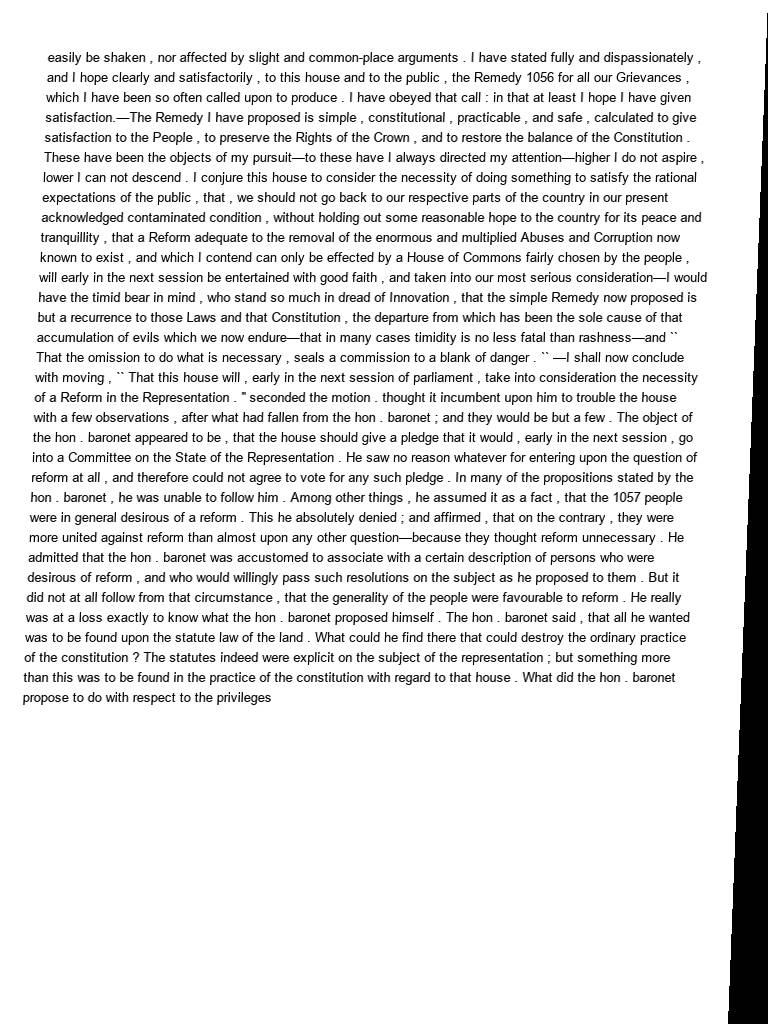 easily be shaken , nor affected by slight and common-place arguments . I have stated fully and dispassionately ,
and I hope clearly and satisfactorily , to this house and to the public , the Remedy 1056 for all our Grievances ,
which I have been so often called upon to produce . I have obeyed that call : in that at least I hope I have given
satisfaction.—The Remedy I have proposed is simple , constitutional , practicable , and safe , calculated to give
satisfaction to the People , to preserve the Rights of the Crown , and to restore the balance of the Constitution .
These have been the objects of my pursuit—to these have I always directed my attention—higher I do not aspire ,
lower I can not descend . I conjure this house to consider the necessity of doing something to satisfy the rational
expectations of the public , that , we should not go back to our respective parts of the country in our present
acknowledged contaminated condition , without holding out some reasonable hope to the country for its peace and
tranquillity , that a Reform adequate to the removal of the enormous and multiplied Abuses and Corruption now
known to exist , and which I contend can only be effected by a House of Commons fairly chosen by the people ,
will early in the next session be entertained with good faith , and taken into our most serious consideration—I would
have the timid bear in mind , who stand so much in dread of Innovation , that the simple Remedy now proposed is
but a recurrence to those Laws and that Constitution , the departure from which has been the sole cause of that
accumulation of evils which we now endure—that in many cases timidity is no less fatal than rashness—and ``
That the omission to do what is necessary , seals a commission to a blank of danger . `` —I shall now conclude
with moving , `` That this house will , early in the next session of parliament , take into consideration the necessity
of a Reform in the Representation . " seconded the motion . thought it incumbent upon him to trouble the house
with a few observations , after what had fallen from the hon . baronet ; and they would be but a few . The object of
the hon . baronet appeared to be , that the house should give a pledge that it would , early in the next session , go
into a Committee on the State of the Representation . He saw no reason whatever for entering upon the question of
reform at all , and therefore could not agree to vote for any such pledge . In many of the propositions stated by the
hon . baronet , he was unable to follow him . Among other things , he assumed it as a fact , that the 1057 people
were in general desirous of a reform . This he absolutely denied ; and affirmed , that on the contrary , they were
more united against reform than almost upon any other question—because they thought reform unnecessary . He
admitted that the hon . baronet was accustomed to associate with a certain description of persons who were
desirous of reform , and who would willingly pass such resolutions on the subject as he proposed to them . But it
did not at all follow from that circumstance , that the generality of the people were favourable to reform . He really
was at a loss exactly to know what the hon . baronet proposed himself . The hon . baronet said , that all he wanted
was to be found upon the statute law of the land . What could he find there that could destroy the ordinary practice
of the constitution ? The statutes indeed were explicit on the subject of the representation ; but something more
than this was to be found in the practice of the constitution with regard to that house . What did the hon . baronet
propose to do with respect to the privileges